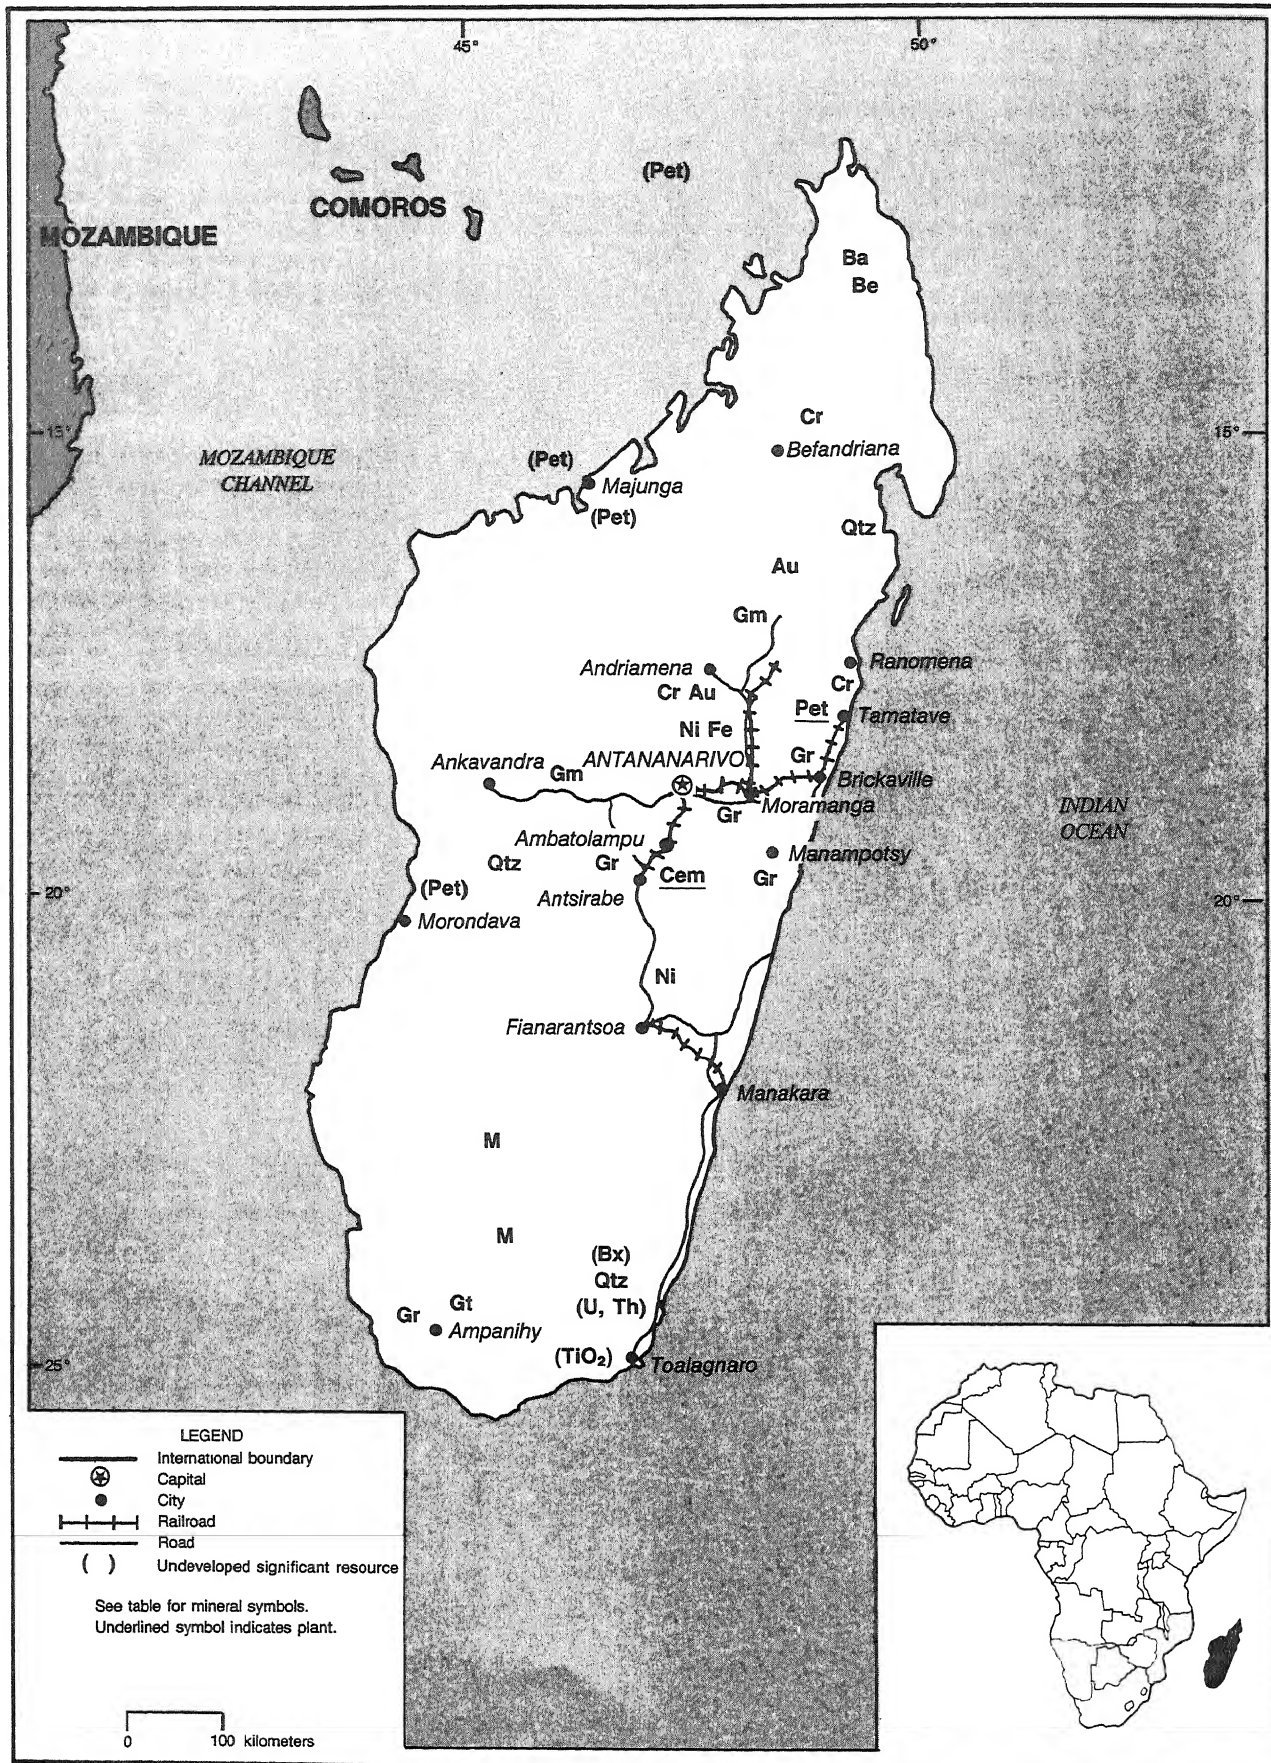 45°
50°
(Pet)
COMOROS
MOZAMBIQUE
Ba
Be
Cr
15°
15°
Befandriana
MOZAMBIQUE
CHANNEL
(Pet)
Majunga
(Pet)
Qtz
Au
Gm
Andriamena
Ranomena
Cr Au
Cr
Pet
Tamatave
Ni Fe
Ankavandra
ANTANANARIVO
Gr
Gm
Brickaville
Moramanga
INDIAN
OCEAN
Gr
Ambatolampu
Manampotsy
Qtz
Gr
Cem
Gr
20°
(Pet)
Antsirabe
20°
Morondava
Ni
Fianarantsoa
Manakara
M
M
(Bx)
Qtz
(U, Th)
Gt
Gr
Ampanihy
(TiO₂)
Toalagnaro
25°
LEGEND
International boundary
Capital
City
Railroad
Road
( ) Undeveloped significant resource
See table for mineral symbols.
Underlined symbol indicates plant.
0 100 kilometers